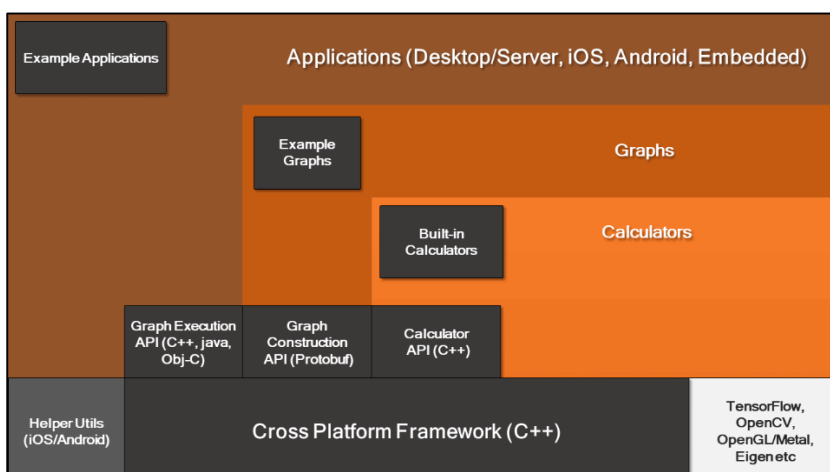 Example Applications
Applications (Desktop/Server, iOS, Android, Embedded)
Example
Graphs
Graphs
Built-in
Calculators
Calculators
Graph Execution
API (C++, java,
Obj-C)
Graph
Construction
API (Protobuf)
Calculator
API (C++)
Helper Utils
(iOS/Android)
Cross Platform Framework (C++)
TensorFlow,
OpenCV,
OpenGL/Metal,
Eigen etc